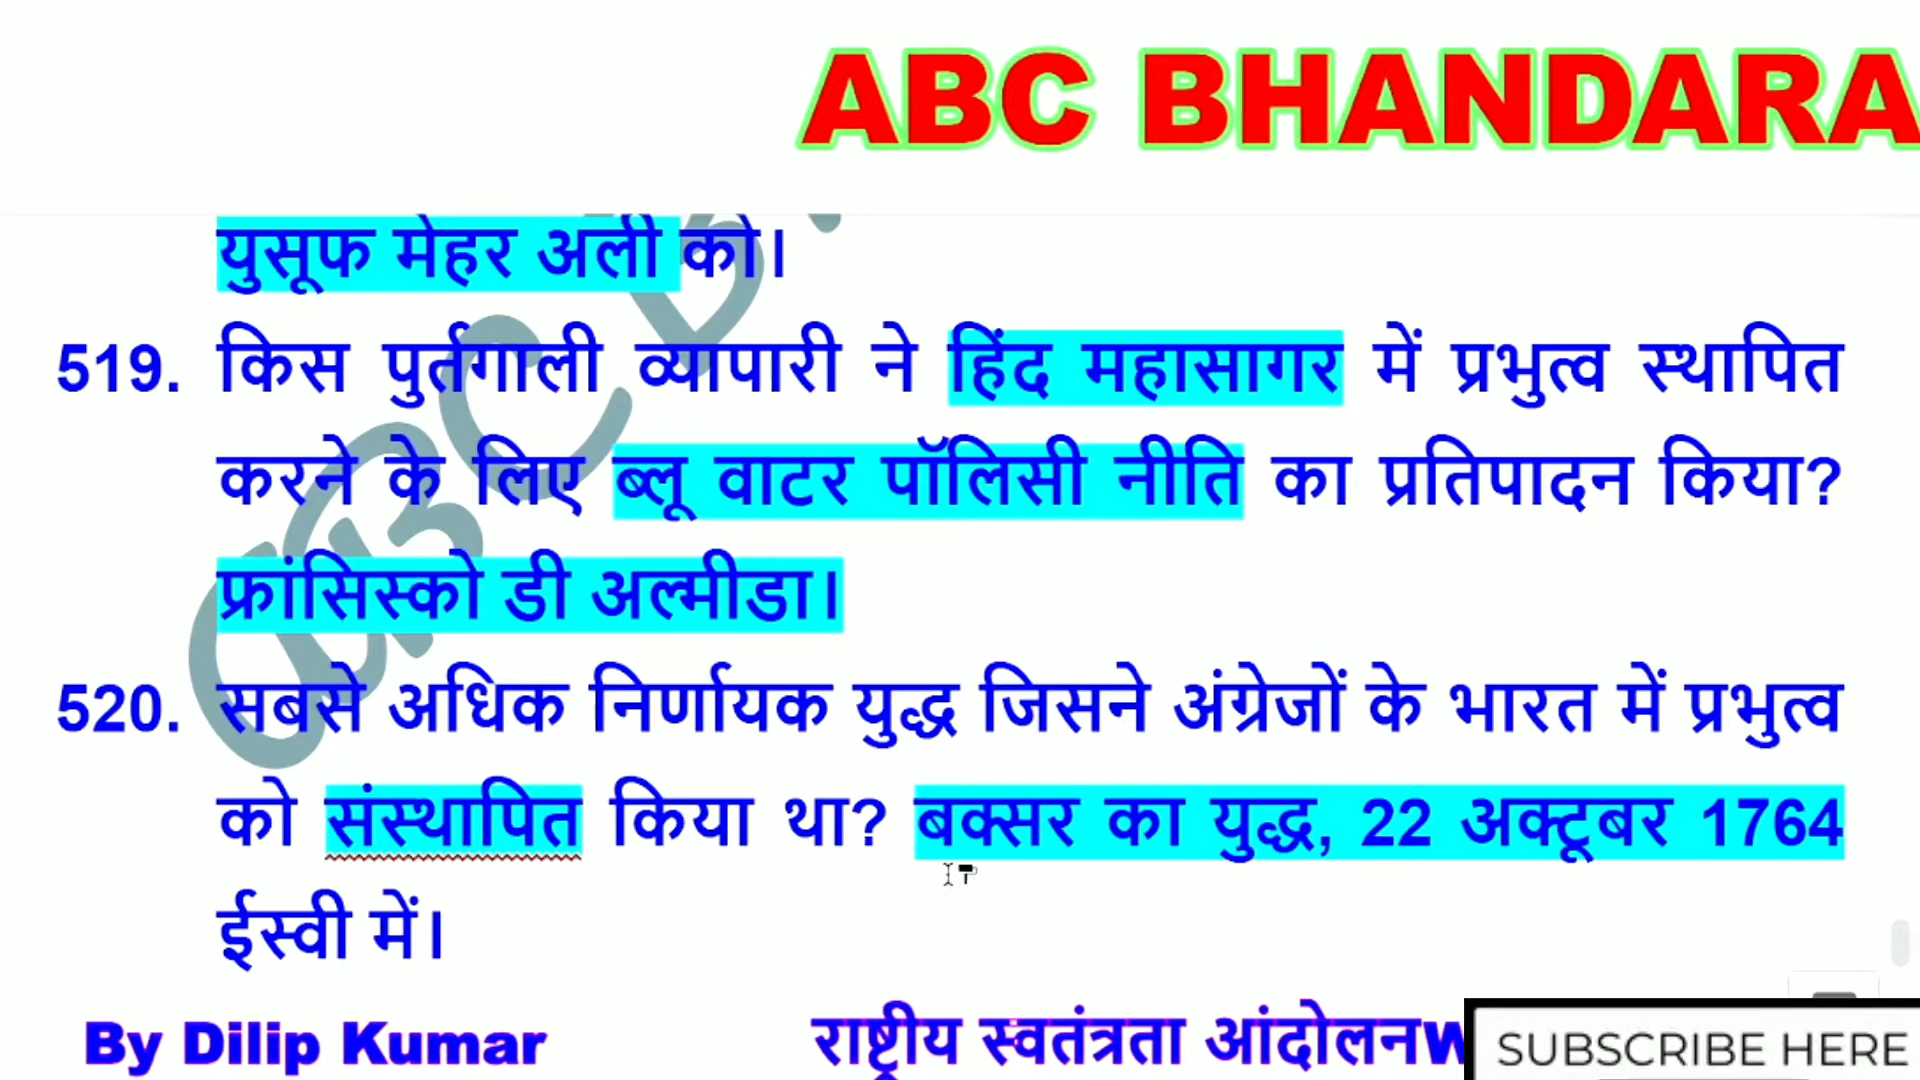 ABC BHANDARA
युसूफ मेहर अली को।
519. किस पुर्तगाली व्यापारी ने हिंद महासागर में प्रभुत्व स्थापित
करने के लिए ब्लू वाटर पॉलिसी नीति का प्रतिपादन किया?
फ्रांसिस्को डी अल्मीडा।
520. सबसे अधिक निर्णायक युद्ध जिसने अंग्रेजों के भारत में प्रभुत्व
को संस्थापित किया था? बक्सर का युद्ध, 22 अक्टूबर 1764
ईस्वी में।
By Dilip Kumar राष्ट्रीय स्वतंत्रता आंदोलन
SUBSCRIBE HERE